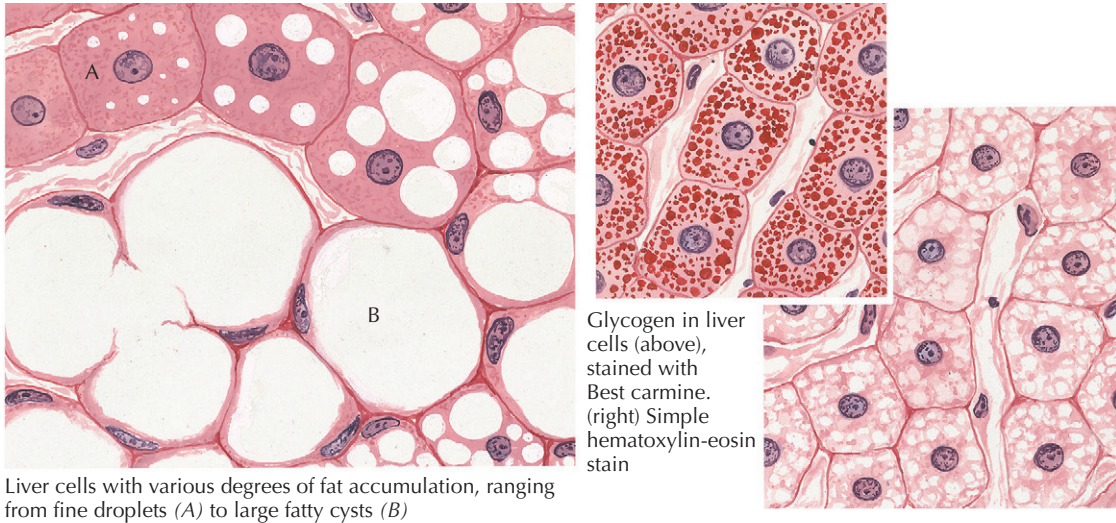 A
B
Glycogen in liver
cells (above),
stained with
Best carmine.
(right) Simple
hematoxylin-eosin
stain
Liver cells with various degrees of fat accumulation, ranging
from fine droplets (A) to large fatty cysts (B)